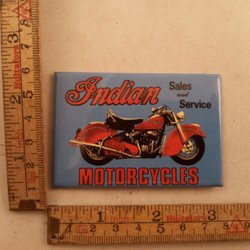 Indian
Sales
and
Service
MOTORCYCLES